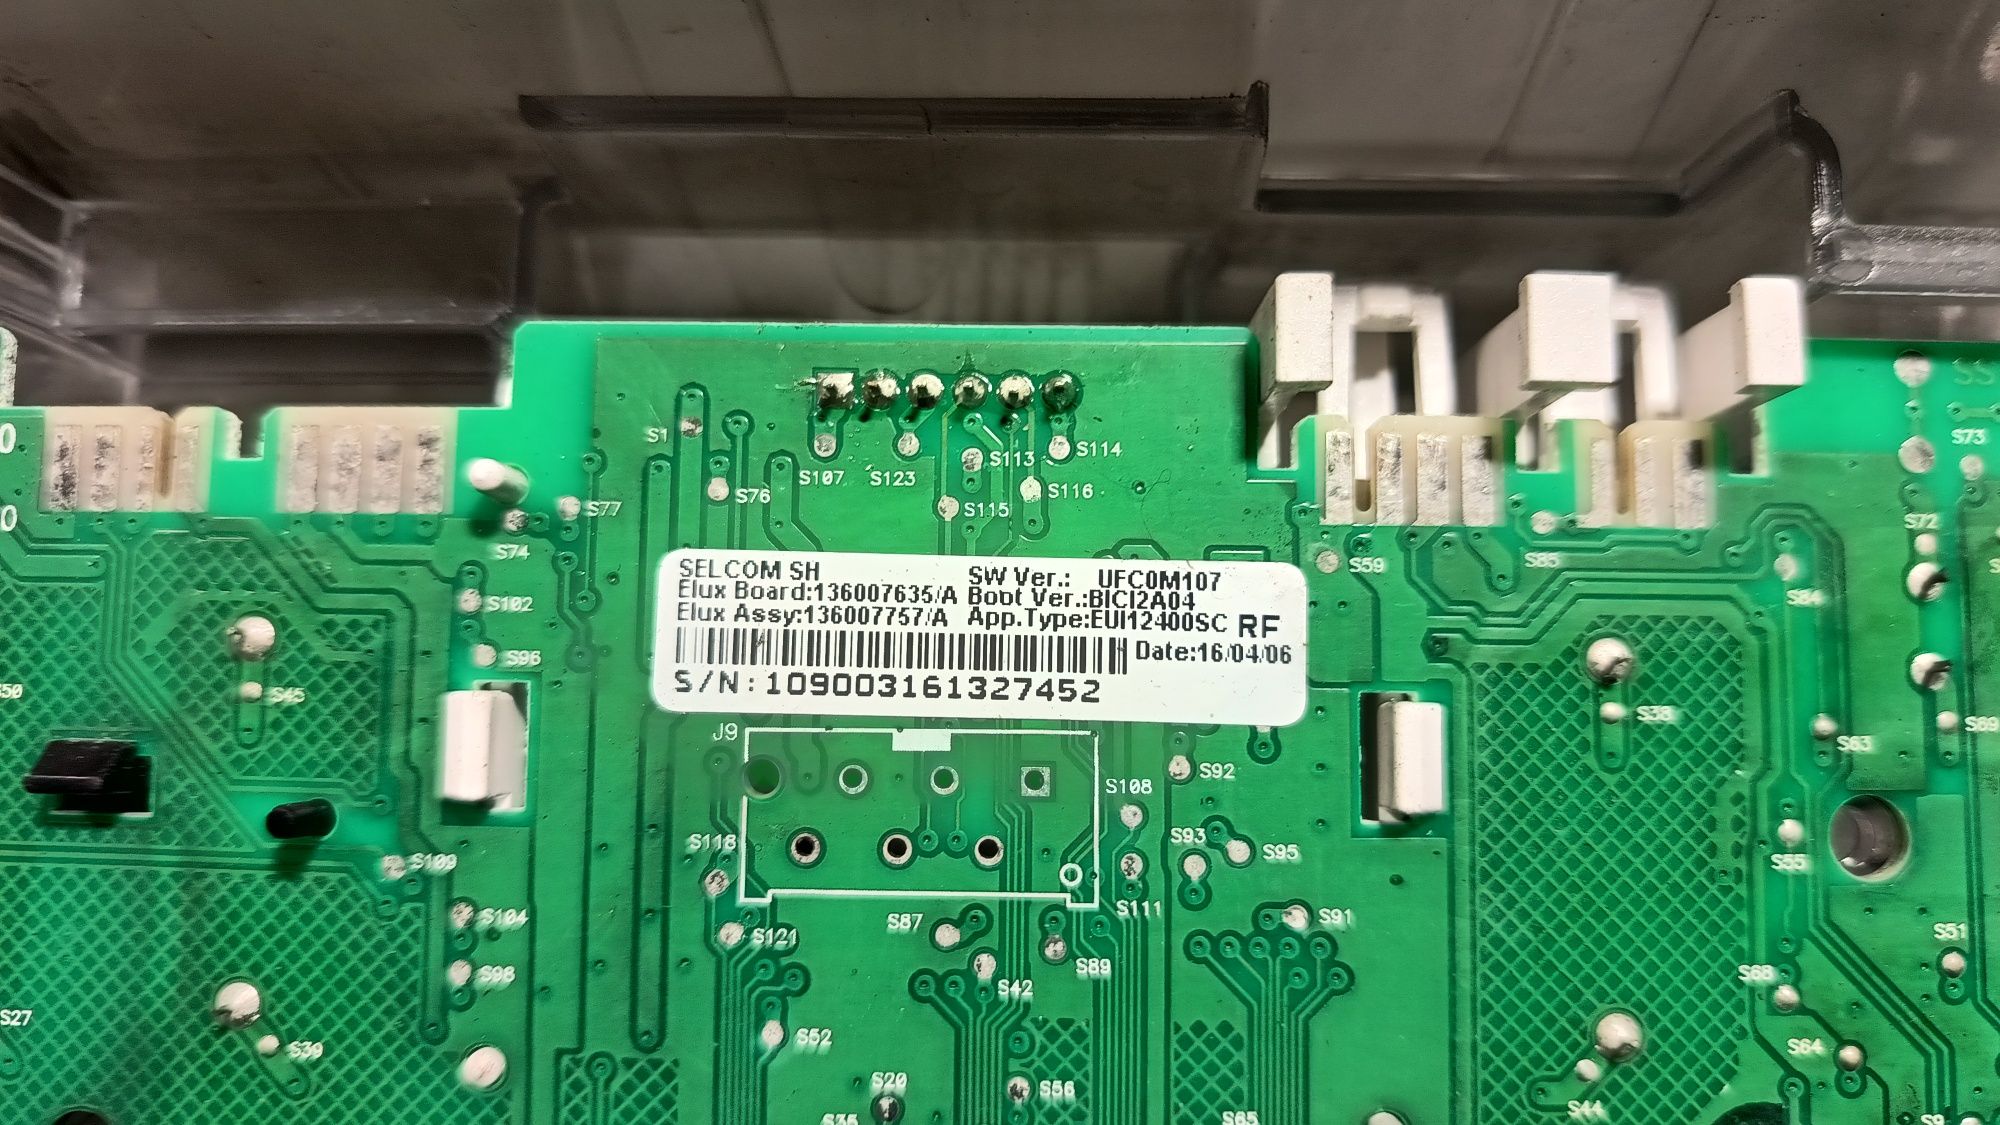 S1
S107
S123
S113
S114
S76
S77
S115
S116
S74
S59
S85
S72
S73
S84
S102
S96
SELCOM SH SW Ver.: UFC0M107
Elux Board:136007635/A Boot Ver.:BICI2A04
Elux Assy:136007757/A App.Type:EUI12400SC RF
Date:16/04/06
S/N:109003161327452
S45
S38
S63
S69
J9
S92
S108
S118
S93
S95
S55
S109
S104
S87
S111
S91
S121
S51
S98
S89
S42
S68
S27
S39
S52
S64
S20
S56
S35
S65
S44